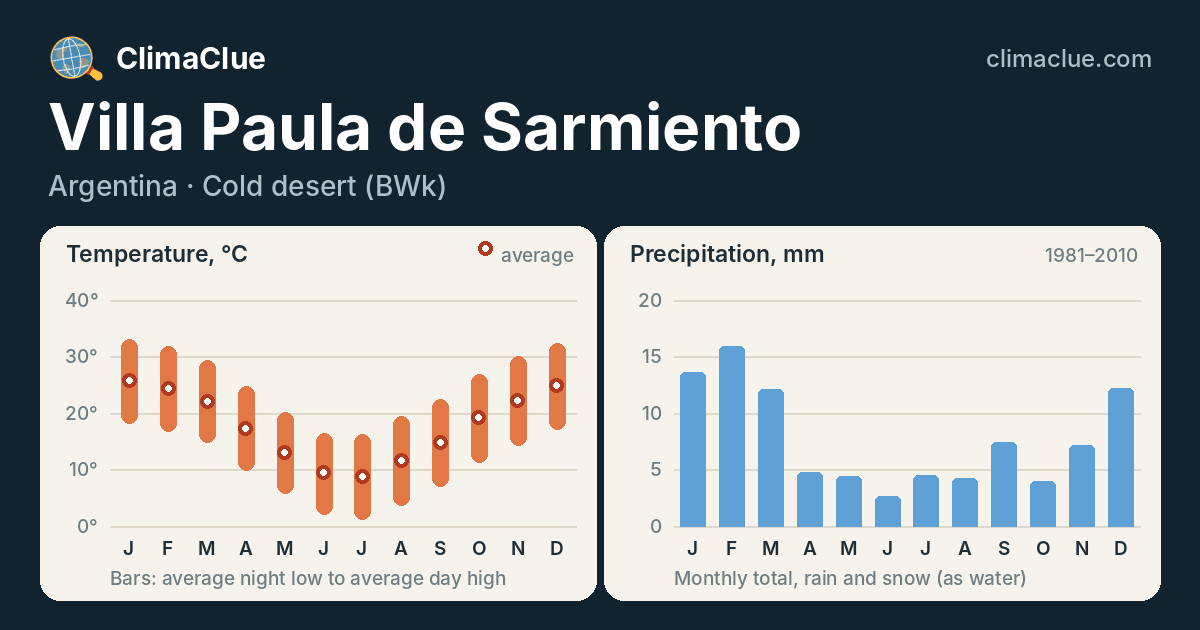 ClimaClue
climaclue.com
Villa Paula de Sarmiento
Argentina · Cold desert (BWk)
Temperature, °C
average
40°
30°
20°
10°
0°
J F M A M J J A S O N D
Bars: average night low to average day high
Precipitation, mm
1981–2010
20
15
10
5
0
J F M A M J J A S O N D
Monthly total, rain and snow (as water)